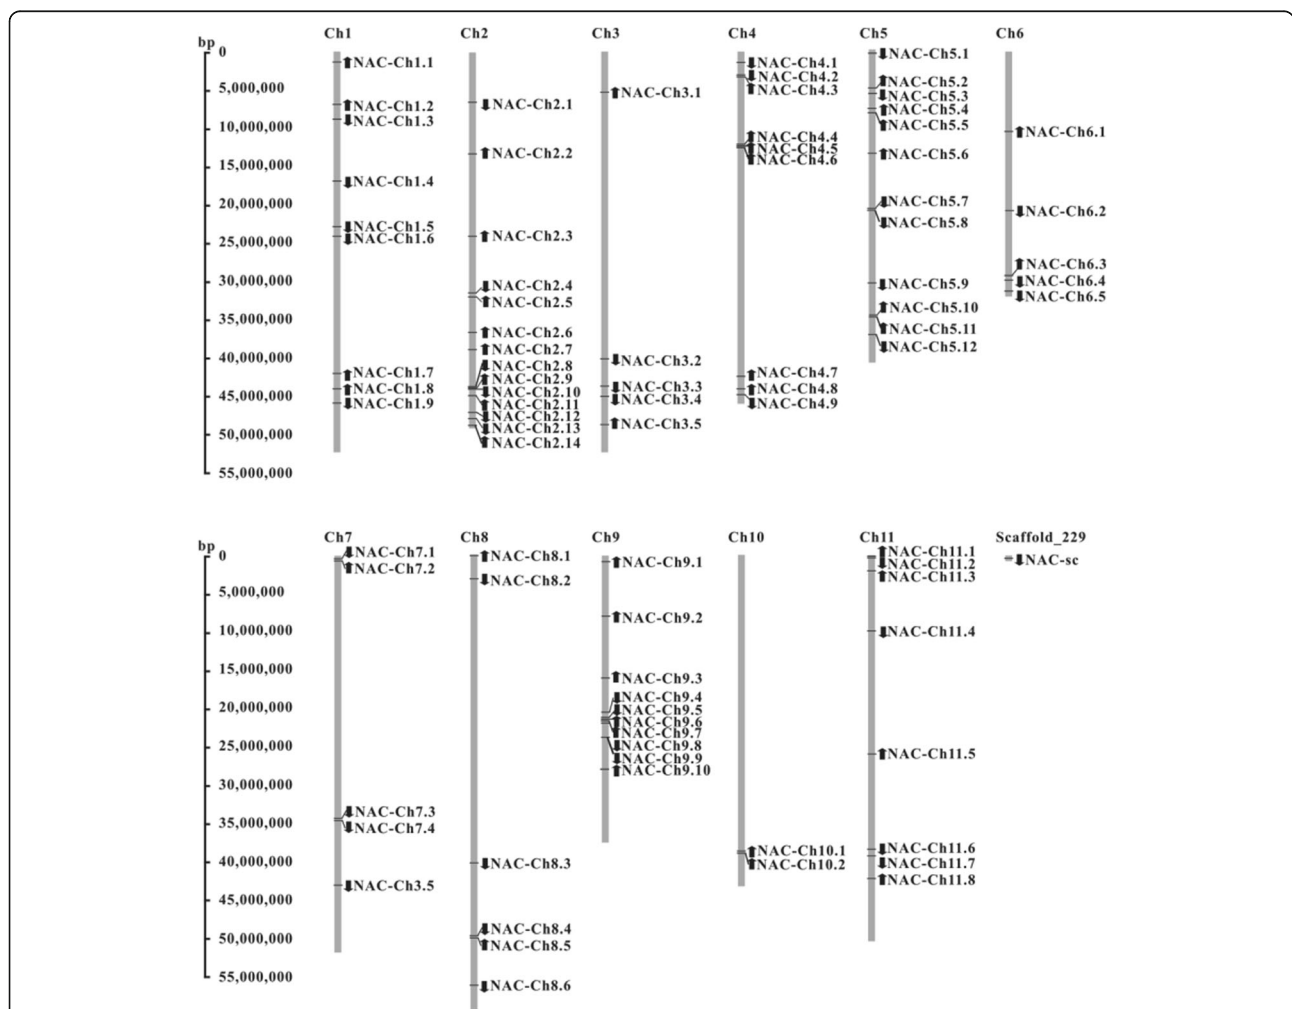 Ch1 Ch2 Ch3 Ch4 Ch5 Ch6
bp
0
5,000,000
10,000,000
15,000,000
20,000,000
25,000,000
30,000,000
35,000,000
40,000,000
45,000,000
50,000,000
55,000,000
NAC-Ch1.1
NAC-Ch1.2
NAC-Ch1.3
NAC-Ch1.4
NAC-Ch1.5
NAC-Ch1.6
NAC-Ch1.7
NAC-Ch1.8
NAC-Ch1.9
NAC-Ch2.1
NAC-Ch2.2
NAC-Ch2.3
NAC-Ch2.4
NAC-Ch2.5
NAC-Ch2.6
NAC-Ch2.7
NAC-Ch2.8
NAC-Ch2.9
NAC-Ch2.10
NAC-Ch2.11
NAC-Ch2.12
NAC-Ch2.13
NAC-Ch2.14
NAC-Ch3.1
NAC-Ch3.2
NAC-Ch3.3
NAC-Ch3.4
NAC-Ch3.5
NAC-Ch4.1
NAC-Ch4.2
NAC-Ch4.3
NAC-Ch4.4
NAC-Ch4.5
NAC-Ch4.6
NAC-Ch4.7
NAC-Ch4.8
NAC-Ch4.9
NAC-Ch5.1
NAC-Ch5.2
NAC-Ch5.3
NAC-Ch5.4
NAC-Ch5.5
NAC-Ch5.6
NAC-Ch5.7
NAC-Ch5.8
NAC-Ch5.9
NAC-Ch5.10
NAC-Ch5.11
NAC-Ch5.12
NAC-Ch6.1
NAC-Ch6.2
NAC-Ch6.3
NAC-Ch6.4
NAC-Ch6.5
Ch7 Ch8 Ch9 Ch10 Ch11 Scaffold_229
bp
0
5,000,000
10,000,000
15,000,000
20,000,000
25,000,000
30,000,000
35,000,000
40,000,000
45,000,000
50,000,000
55,000,000
NAC-Ch7.1
NAC-Ch7.2
NAC-Ch7.3
NAC-Ch7.4
NAC-Ch3.5
NAC-Ch8.1
NAC-Ch8.2
NAC-Ch8.3
NAC-Ch8.4
NAC-Ch8.5
NAC-Ch8.6
NAC-Ch9.1
NAC-Ch9.2
NAC-Ch9.3
NAC-Ch9.4
NAC-Ch9.5
NAC-Ch9.6
NAC-Ch9.7
NAC-Ch9.8
NAC-Ch9.9
NAC-Ch9.10
NAC-Ch10.1
NAC-Ch10.2
NAC-Ch11.1
NAC-Ch11.2
NAC-Ch11.3
NAC-Ch11.4
NAC-Ch11.5
NAC-Ch11.6
NAC-Ch11.7
NAC-Ch11.8
NAC-sc